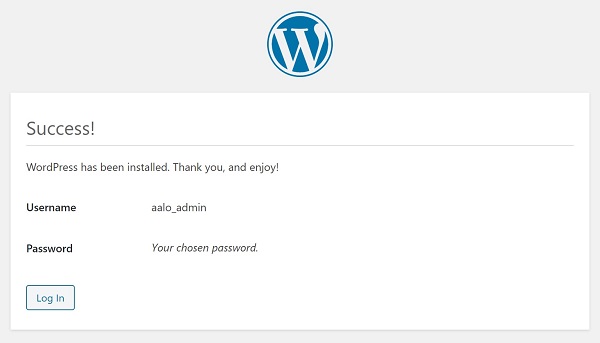 W
Success!
WordPress has been installed. Thank you, and enjoy!
Username aalo_admin
Password Your chosen password.
Log In